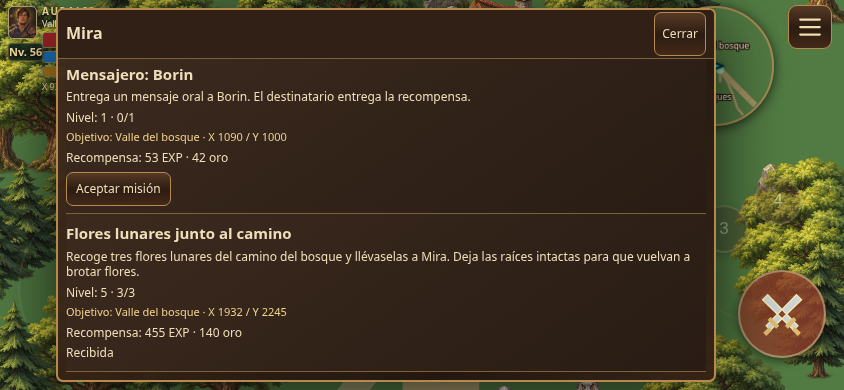 Mira
Cerrar
Nv. 56
bosque
Mensajero: Borin
Entrega un mensaje oral a Borin. El destinatario entrega la recompensa.
Nivel: 1 · 0/1
Objetivo: Valle del bosque · X 1090 / Y 1000
Recompensa: 53 EXP · 42 oro
Aceptar misión
Flores lunares junto al camino
Recoge tres flores lunares del camino del bosque y llévaselas a Mira. Deja las raíces intactas para que vuelvan a
brotar flores.
Nivel: 5 · 3/3
Objetivo: Valle del bosque · X 1932 / Y 2245
Recompensa: 455 EXP · 140 oro
Recibida
4
3